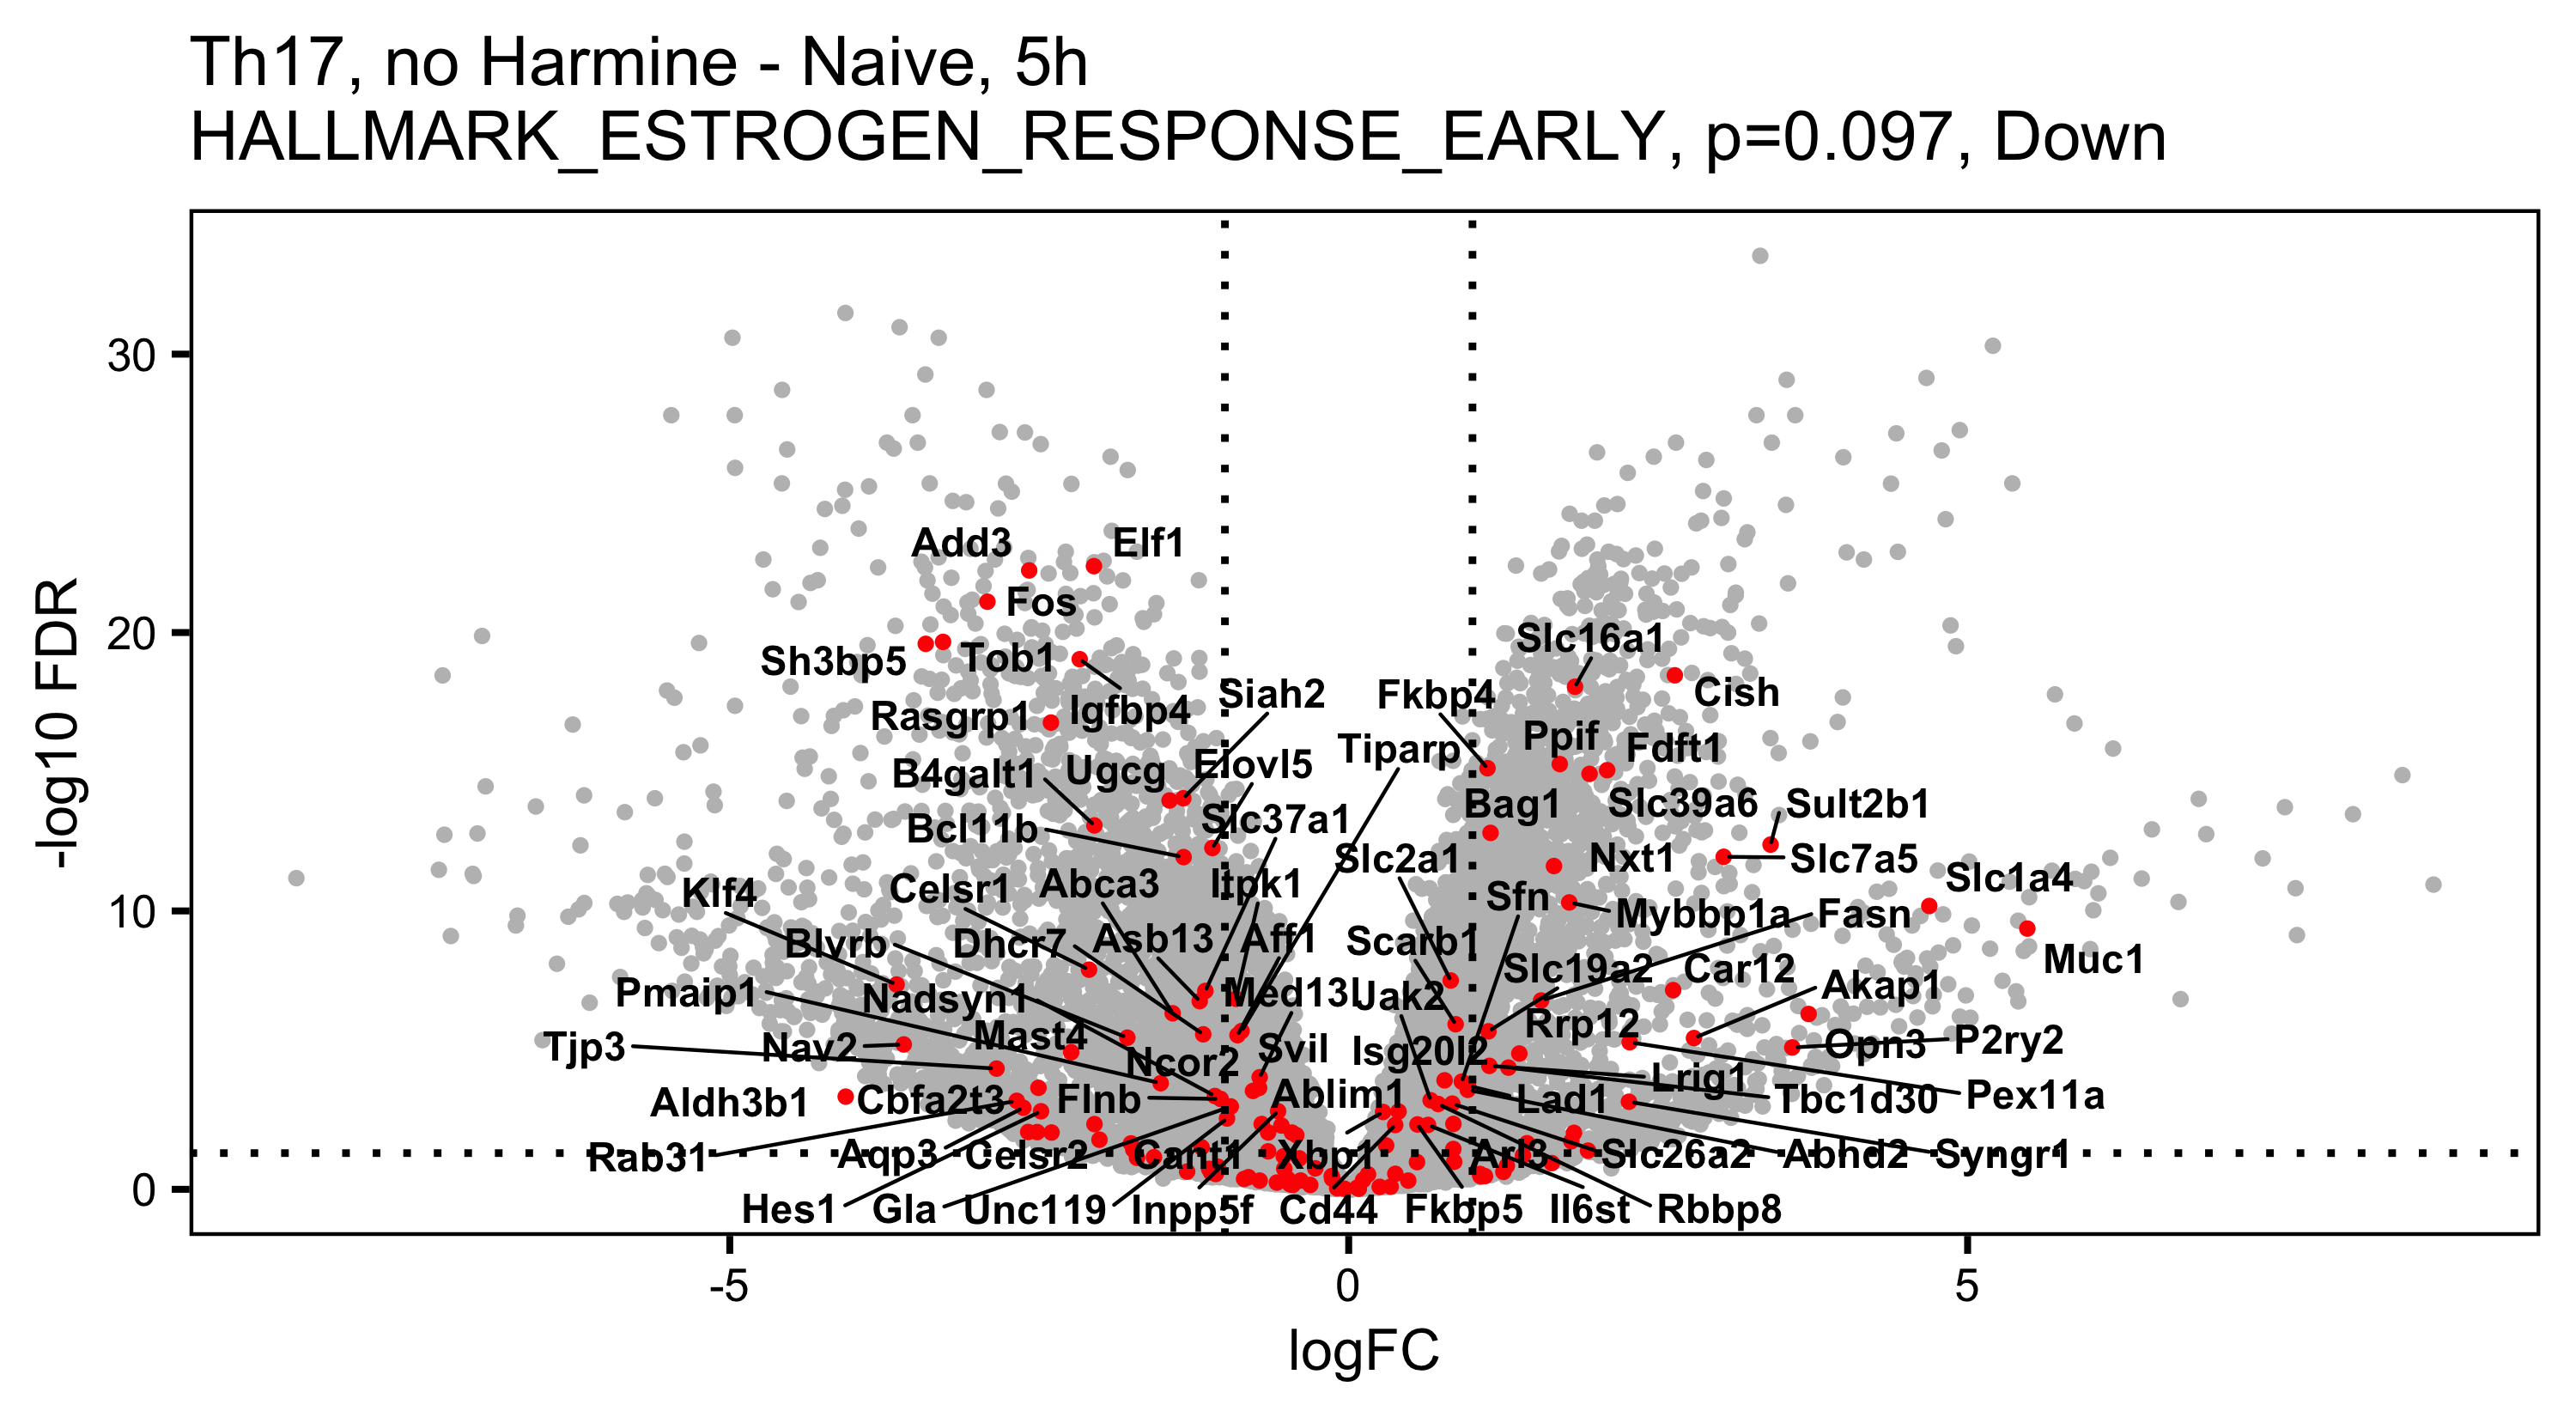 Th17, no Harmine - Naive, 5h
HALLMARK_ESTROGEN_RESPONSE_EARLY, p=0.097, Down
-log10 FDR
30
20
10
0
Add3
Elf1
Fos
Sh3bp5
Tob1
Slc16a1
Rasgrp1
Igfbp4
Siah2
Fkbp4
Cish
B4galt1
Ugcg
Elovl5
Tiparp
Ppif
Fdft1
Bcl11b
Slc37a1
Bag1
Slc39a6
Sult2b1
Klf4
Celsr1
Abca3
Itpk1
Slc2a1
Sfn
Nxt1
Slc7a5
Slc1a4
Blvrb
Dhcr7
Asb13
Aff1
Scarb1
Mybbp1a
Fasn
Muc1
Pmaip1
Nadsyn1
Med13l
Jak2
Slc19a2
Car12
Akap1
Tjp3
Nav2
Mast4
Ncor2
Svil
Isg20l2
Rrp12
Opn3
P2ry2
Aldh3b1
Cbfa2t3
Flnb
Ablim1
Lad1
Lrig1
Tbc1d30
Pex11a
Rab31
Aqp3
Celsr2
Cant1
Xbp1
Arl3
Slc26a2
Abhd2
Syngr1
Hes1
Gla
Unc119
Inpp5f
Cd44
Fkbp5
Il6st
Rbbp8
-5
0
5
logFC